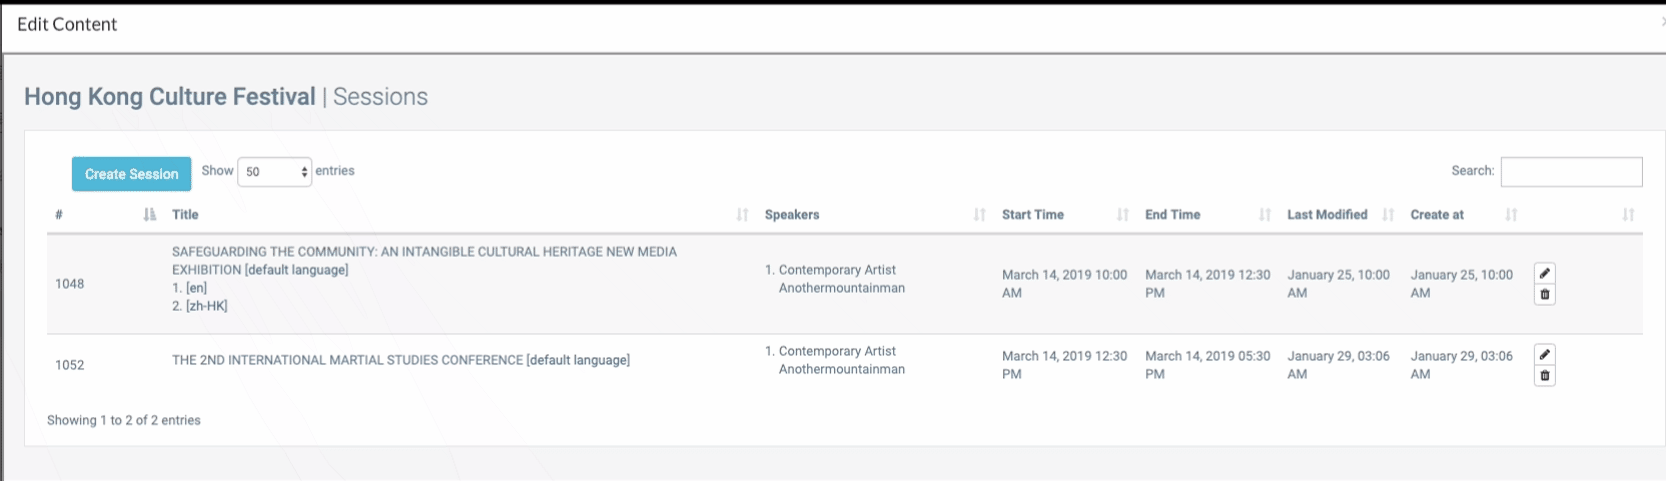 Edit Content
Hong Kong Culture Festival | Sessions
Create Session Show 50 entries Search:
# Title Speakers Start Time End Time Last Modified Create at
1048
SAFEGUARDING THE COMMUNITY: AN INTANGIBLE CULTURAL HERITAGE NEW MEDIA
EXHIBITION [default language]
1. [en]
2. [zh-HK]
1. Contemporary Artist
Anothermountainman
March 14, 2019 10:00
AM
March 14, 2019 12:30
PM
January 25, 10:00
AM
January 25, 10:00
AM
1052
THE 2ND INTERNATIONAL MARTIAL STUDIES CONFERENCE [default language]
1. Contemporary Artist
Anothermountainman
March 14, 2019 12:30
PM
March 14, 2019 05:30
PM
January 29, 03:06
AM
January 29, 03:06
AM
Showing 1 to 2 of 2 entries